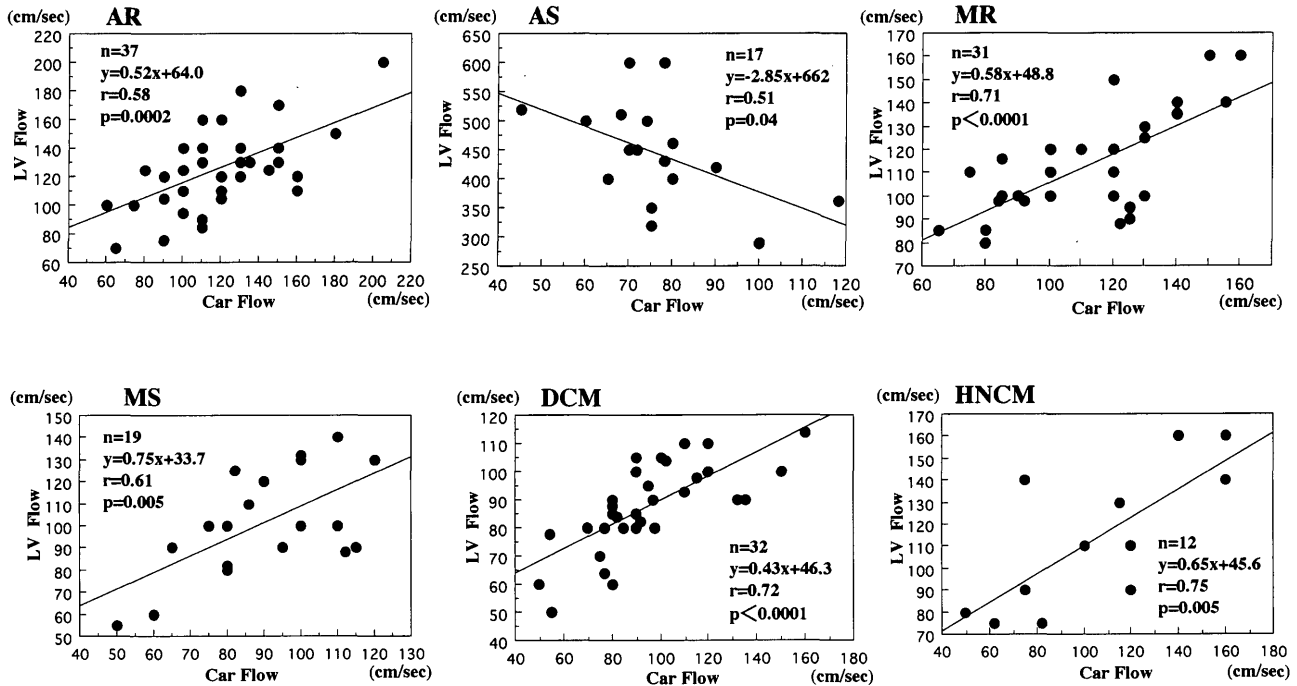 (cm/sec) AR
220
200
180
160
140
120
100
80
60
LV Flow
n=37
y=0.52x+64.0
r=0.58
p=0.0002
40 60 80 100 120 140 160 180 200 220
Car Flow (cm/sec)
(cm/sec) AS
650
600
550
500
450
400
350
300
250
LV Flow
n=17
y=-2.85x+662
r=0.51
p=0.04
40 50 60 70 80 90 100 110 120
Car Flow (cm/sec)
(cm/sec) MR
170
160
150
140
130
120
110
100
90
80
70
LV Flow
n=31
y=0.58x+48.8
r=0.71
p<0.0001
60 80 100 120 140 160
Car Flow (cm/sec)
(cm/sec) MS
150
140
130
120
110
100
90
80
70
60
50
LV Flow
n=19
y=0.75x+33.7
r=0.61
p=0.005
40 50 60 70 80 90 100 110 120 130
Car Flow (cm/sec)
(cm/sec) DCM
120
110
100
90
80
70
60
50
40
LV Flow
n=32
y=0.43x+46.3
r=0.72
p<0.0001
40 60 80 100 120 140 160 180
Car Flow (cm/sec)
(cm/sec) HNCM
170
160
150
140
130
120
110
100
90
80
70
LV Flow
n=12
y=0.65x+45.6
r=0.75
p=0.005
40 60 80 100 120 140 160 180
Car Flow (cm/sec)